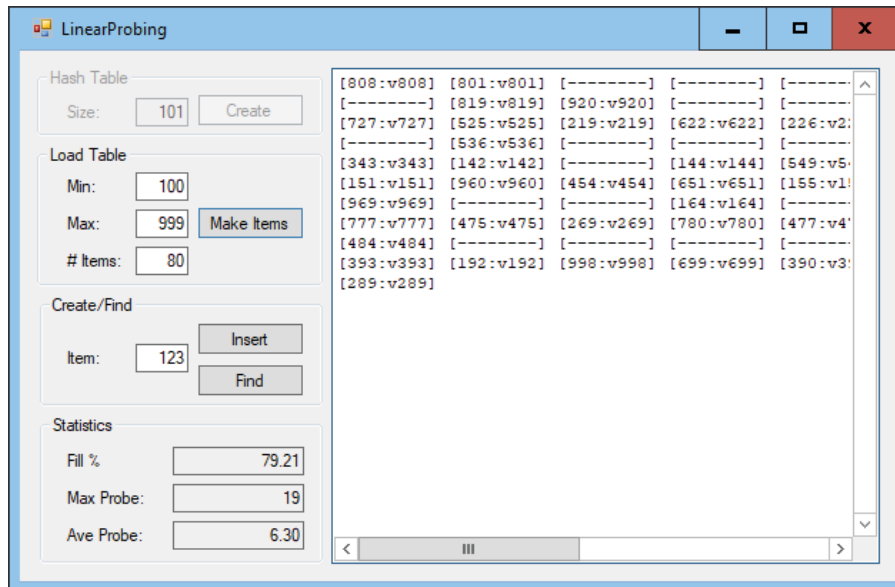 LinearProbing
Hash Table
Size: 101 Create
Load Table
Min: 100
Max: 999 Make Items
# Items: 80
Create/Find
Insert
Item: 123
Find
Statistics
Fill % 79.21
Max Probe: 19
Ave Probe: 6.30
[808:v808] [801:v801] [--------] [--------] [------
[--------] [819:v819] [920:v920] [--------] [------
[727:v727] [525:v525] [219:v219] [622:v622] [226:v2
[--------] [536:v536] [--------] [--------] [------
[343:v343] [142:v142] [--------] [144:v144] [549:v5
[151:v151] [960:v960] [454:v454] [651:v651] [155:v1
[969:v969] [--------] [--------] [164:v164] [------
[777:v777] [475:v475] [269:v269] [780:v780] [477:v4
[484:v484] [--------] [--------] [--------] [------
[393:v393] [192:v192] [998:v998] [699:v699] [390:v3
[289:v289]